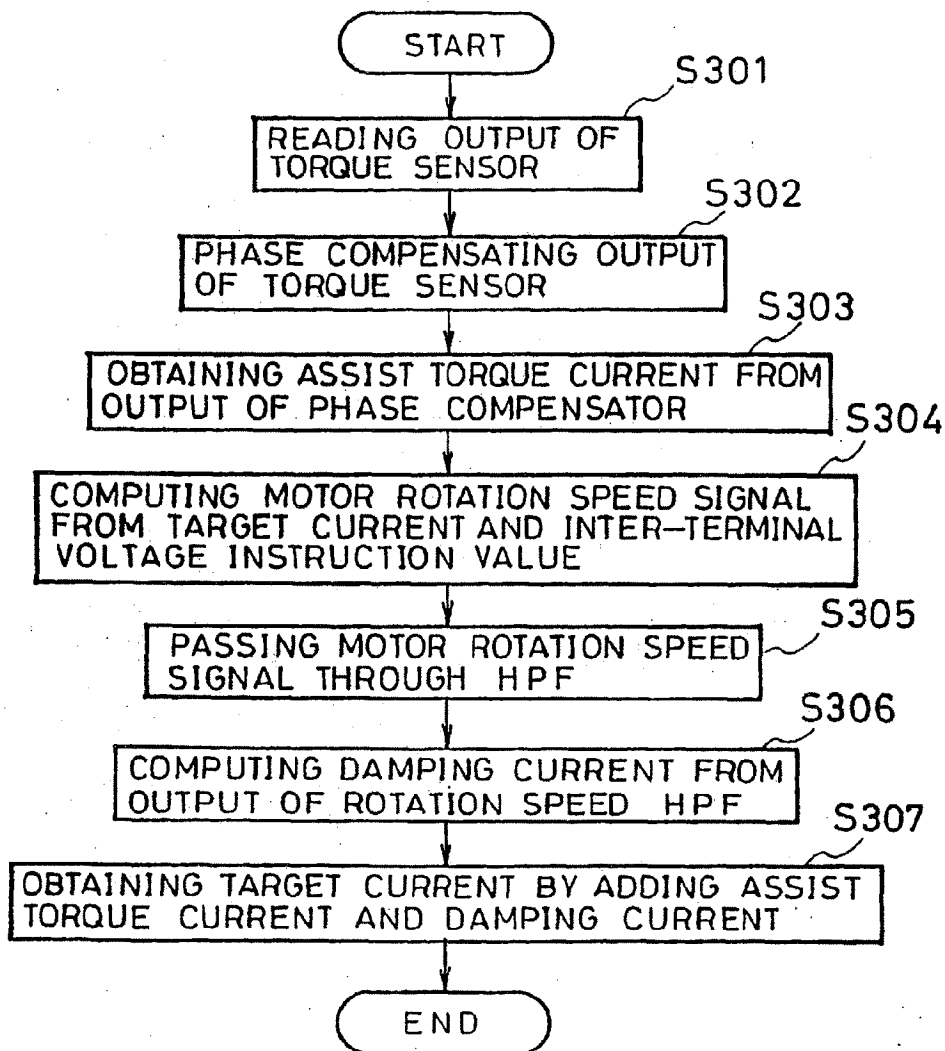 START
S301
READING OUTPUT OF
TORQUE SENSOR
S302
PHASE COMPENSATING OUTPUT
OF TORQUE SENSOR
S303
OBTAINING ASSIST TORQUE CURRENT FROM
OUTPUT OF PHASE COMPENSATOR
S304
COMPUTING MOTOR ROTATION SPEED SIGNAL
FROM TARGET CURRENT AND INTER-TERMINAL
VOLTAGE INSTRUCTION VALUE
S305
PASSING MOTOR ROTATION SPEED
SIGNAL THROUGH HPF
S306
COMPUTING DAMPING CURRENT FROM
OUTPUT OF ROTATION SPEED HPF
S307
OBTAINING TARGET CURRENT BY ADDING ASSIST
TORQUE CURRENT AND DAMPING CURRENT
END